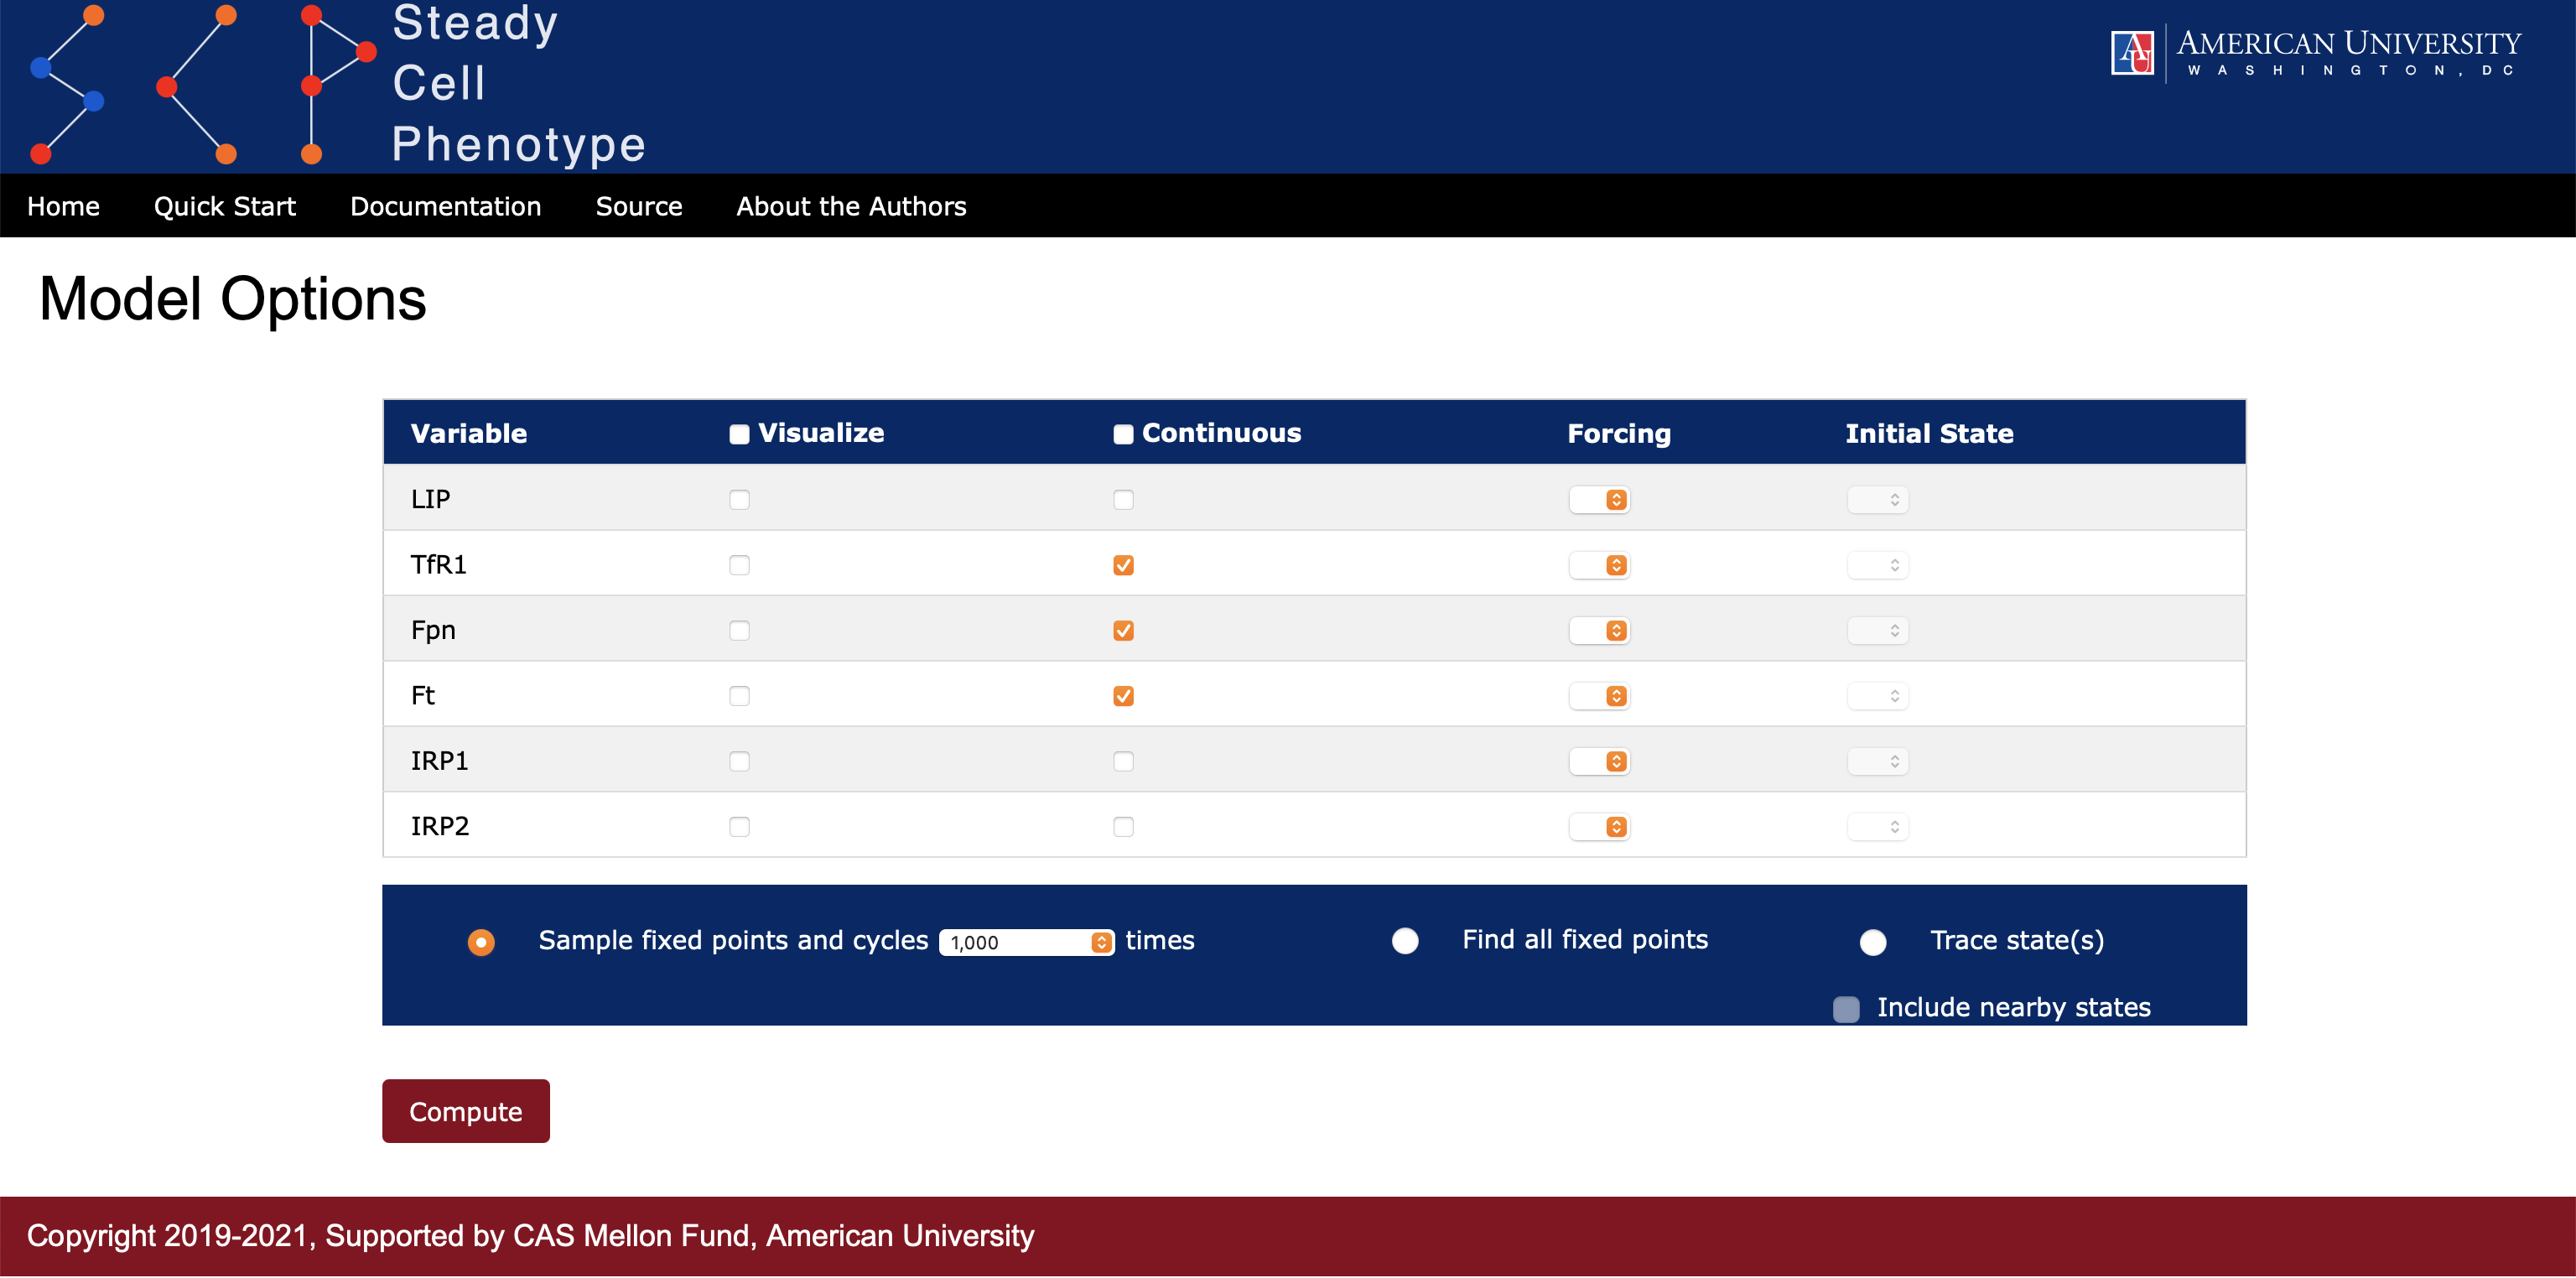 Steady
Cell
Phenotype
AMERICAN UNIVERSITY
WASHINGTON, DC
Home Quick Start Documentation Source About the Authors
Model Options
Variable Visualize Continuous Forcing Initial State
LIP
TfR1
Fpn
Ft
IRP1
IRP2
Sample fixed points and cycles 1,000 times Find all fixed points Trace state(s)
Include nearby states
Compute
Copyright 2019-2021, Supported by CAS Mellon Fund, American University